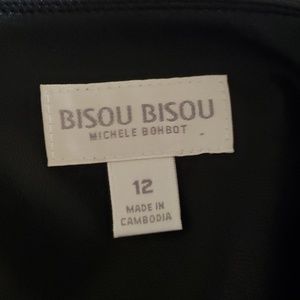 BISOU BISOU
MICHELE BOHBOT
12
MADE IN
CAMBODIA